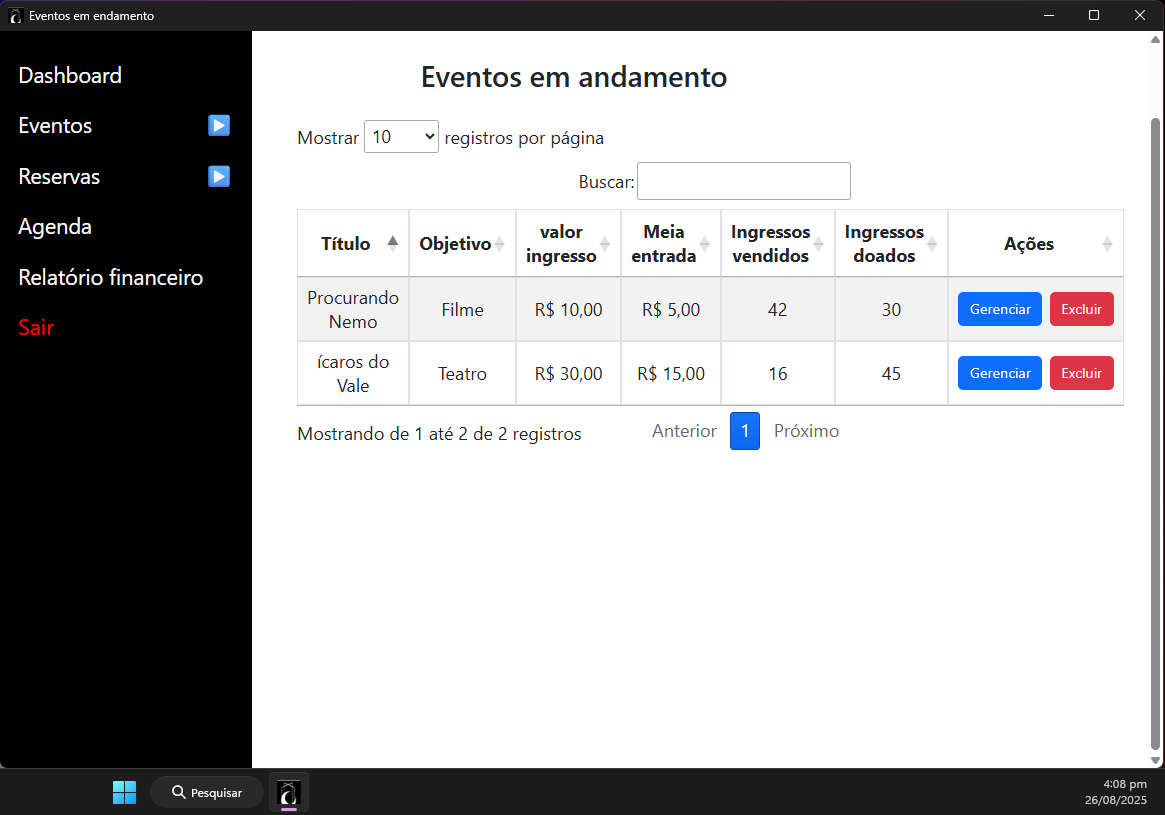 Eventos em endamento
Dashboard
Eventos
Reservas
Agenda
Relatório financeiro
Sair
Eventos em andamento
Mostrar 10 registros por página
Buscar:
Título Objetivo valor ingresso Meia entrada Ingressos vendidos Ingressos doados Ações
Procurando Nemo Filme R$ 10,00 R$ 5,00 42 30 Gerenciar Excluir
ícaros do Vale Teatro R$ 30,00 R$ 15,00 16 45 Gerenciar Excluir
Mostrando de 1 até 2 de 2 registros Anterior 1 Próximo
Pesquisar
4:08 pm
26/08/2025